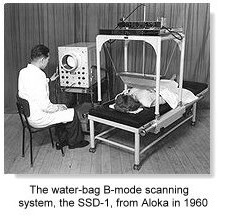 The water-bag B-mode scanning
system, the SSD-1, from Aloka in 1960